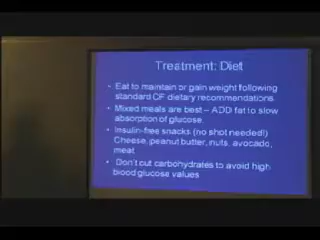 Treatment: Diet
• Eat to maintain or gain weight following
standard CF dietary recommendations
• Mixed meals are best – ADD fat to slow
absorption of glucose
• Insulin-free snacks (no shot needed!)
Cheese, peanut butter, nuts, avocado,
meat
• Don't cut carbohydrates to avoid high
blood glucose values